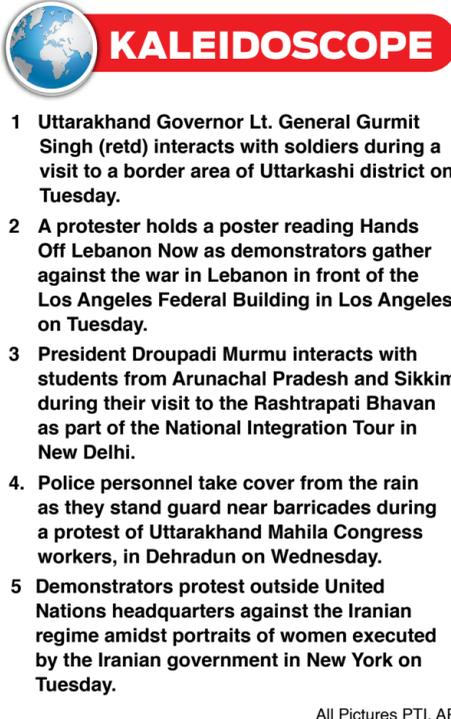 KALEIDOSCOPE
1 Uttarakhand Governor Lt. General Gurmit
Singh (retd) interacts with soldiers during a
visit to a border area of Uttarkashi district on
Tuesday.
2 A protester holds a poster reading Hands
Off Lebanon Now as demonstrators gather
against the war in Lebanon in front of the
Los Angeles Federal Building in Los Angeles
on Tuesday.
3 President Droupadi Murmu interacts with
students from Arunachal Pradesh and Sikkim
during their visit to the Rashtrapati Bhavan
as part of the National Integration Tour in
New Delhi.
4. Police personnel take cover from the rain
as they stand guard near barricades during
a protest of Uttarakhand Mahila Congress
workers, in Dehradun on Wednesday.
5 Demonstrators protest outside United
Nations headquarters against the Iranian
regime amidst portraits of women executed
by the Iranian government in New York on
Tuesday.
All Pictures PTI,